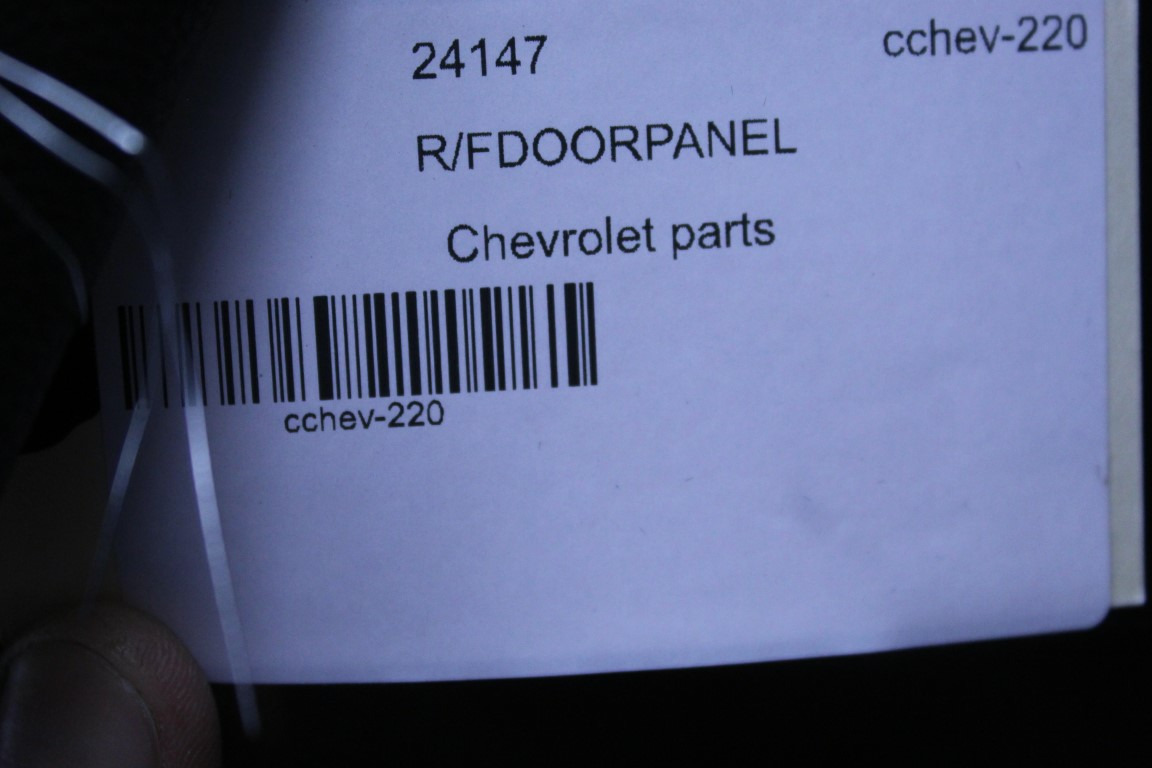 24147 cchev-220
R/FDOORPANEL
Chevrolet parts
cchev-220